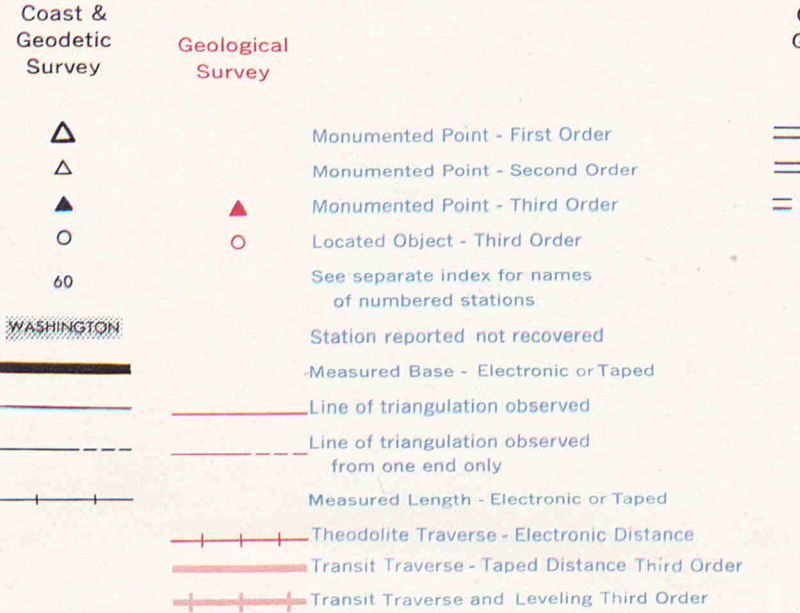 Coast &
Geodetic
Survey
Geological
Survey
Monumented Point - First Order
Monumented Point - Second Order
Monumented Point - Third Order
Located Object - Third Order
60
See separate index for names
of numbered stations
WASHINGTON
Station reported not recovered
Measured Base - Electronic or Taped
Line of triangulation observed
Line of triangulation observed
from one end only
Measured Length - Electronic or Taped
Theodolite Traverse - Electronic Distance
Transit Traverse - Taped Distance Third Order
Transit Traverse and Leveling Third Order